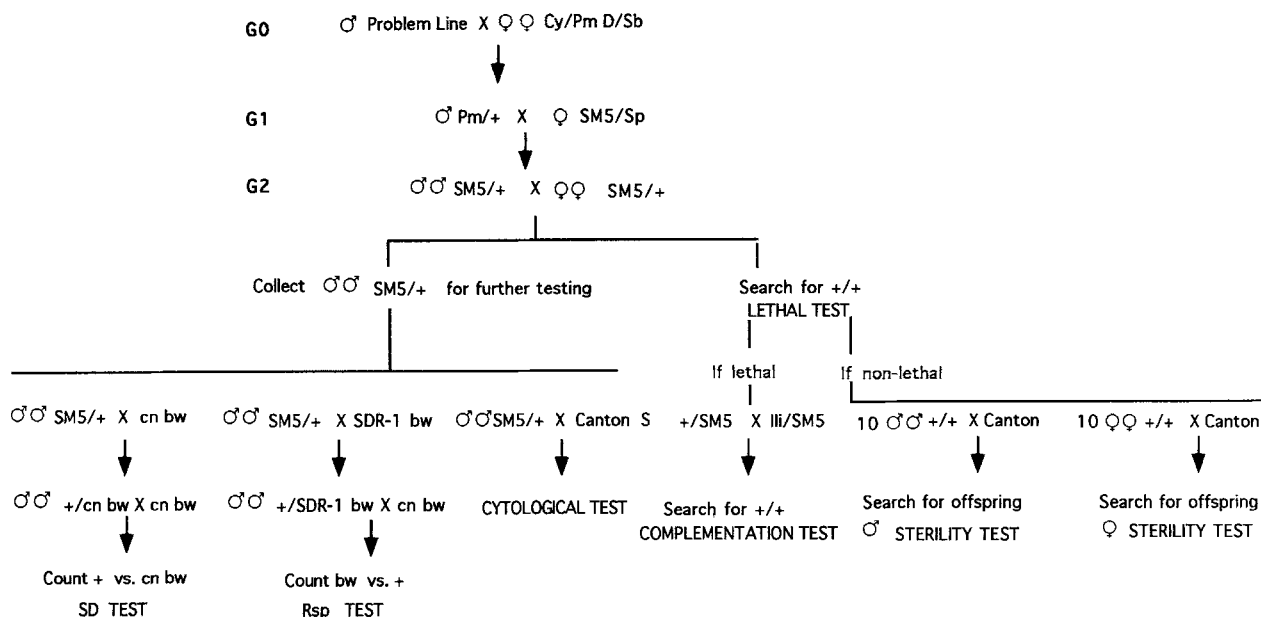 G0 ♂ Problem Line X ♀ ♀ Cy/Pm D/Sb
G1 ♂ Pm/+ X ♀ SM5/Sp
G2 ♂♂ SM5/+ X ♀♀ SM5/+
Collect ♂♂ SM5/+ for further testing
Search for +/+
LETHAL TEST
If lethal
If non-lethal
♂♂ SM5/+ X cn bw
♂♂ SM5/+ X SDR-1 bw
♂♂SM5/+ X Canton S
+/SM5 X lli/SM5
10 ♂♂ +/+ X Canton
10 ♀♀ +/+ X Canton
♂♂ +/cn bw X cn bw
♂♂ +/SDR-1 bw X cn bw
CYTOLOGICAL TEST
Search for +/+
COMPLEMENTATION TEST
Search for offspring
♂ STERILITY TEST
Search for offspring
♀ STERILITY TEST
Count + vs. cn bw
SD TEST
Count bw vs. +
Rsp TEST